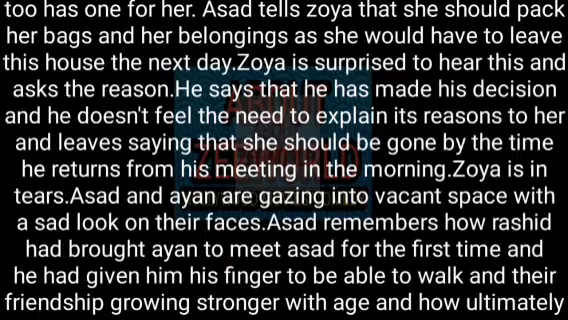 too has one for her. Asad tells zoya that she should pack
her bags and her belongings as she would have to leave
this house the next day.Zoya is surprised to hear this and
asks the reason.He says that he has made his decision
and he doesn't feel the need to explain its reasons to her
and leaves saying that she should be gone by the time
he returns from his meeting in the morning.Zoya is in
tears.Asad and ayan are gazing into vacant space with
a sad look on their faces.Asad remembers how rashid
had brought ayan to meet asad for the first time and
he had given him his finger to be able to walk and their
friendship growing stronger with age and how ultimately